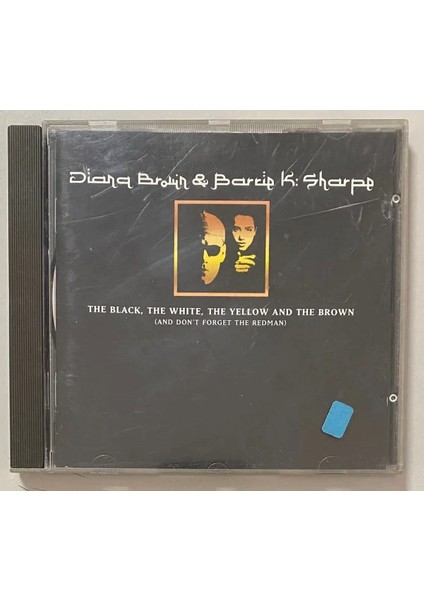 Diana Brown & Barrie K. Sharpe
THE BLACK, THE WHITE, THE YELLOW AND THE BROWN
(AND DON'T FORGET THE REDMAN)